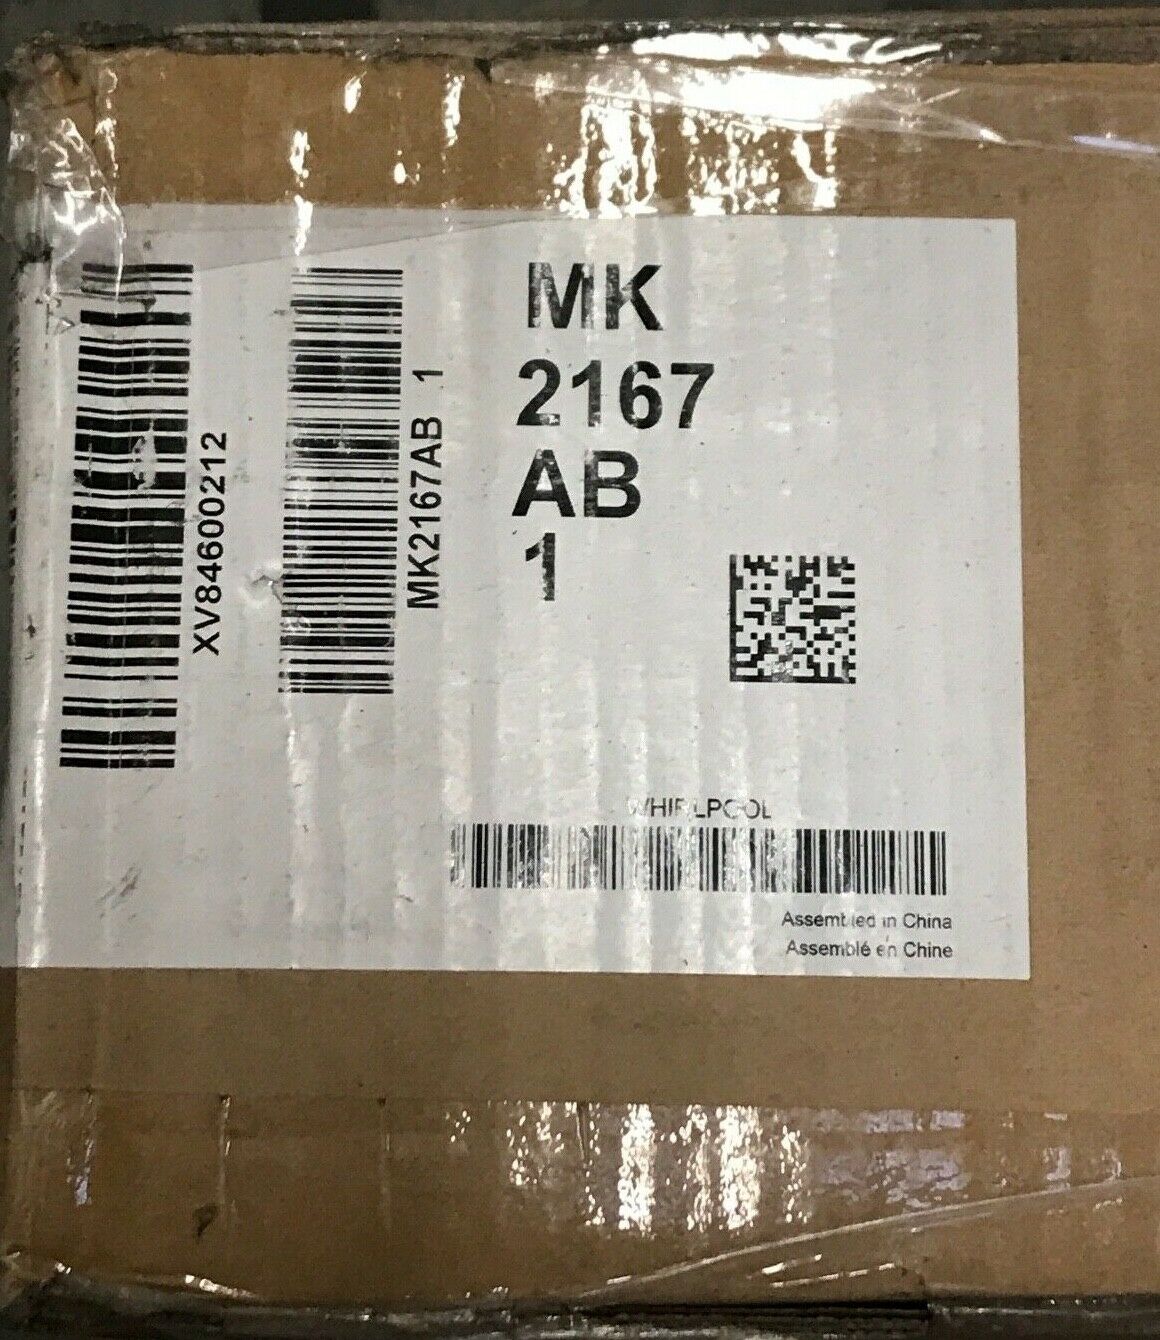 MK
2167
AB
1
XV84600212
MK2167AB 1
WHIRLPOOL
Assembled in China
Assemblé en Chine